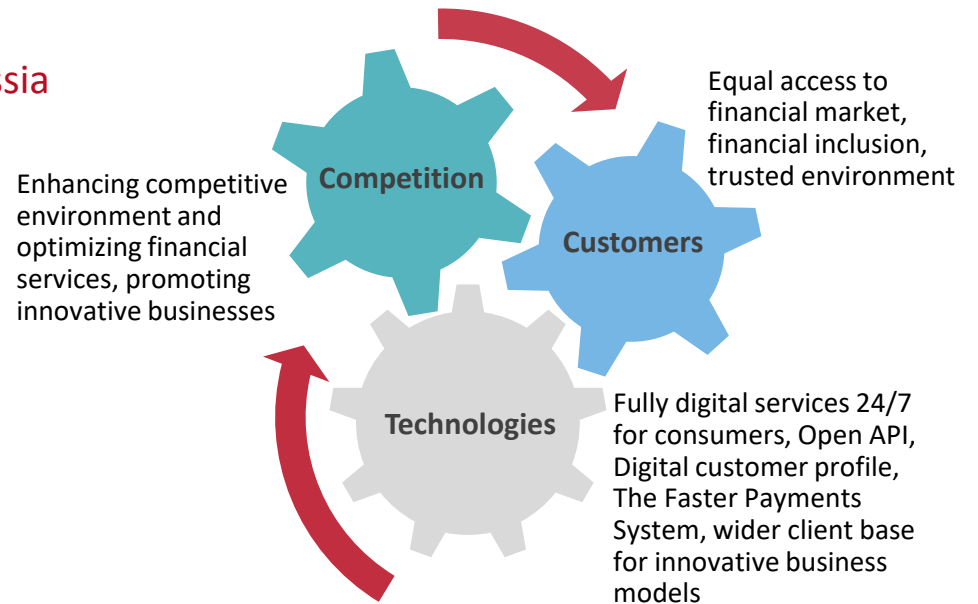 ssia
Equal access to
financial market,
financial inclusion,
trusted environment
Competition
Enhancing competitive
environment and
optimizing financial
services, promoting
innovative businesses
Customers
Technologies
Fully digital services 24/7
for consumers, Open API,
Digital customer profile,
The Faster Payments
System, wider client base
for innovative business
models